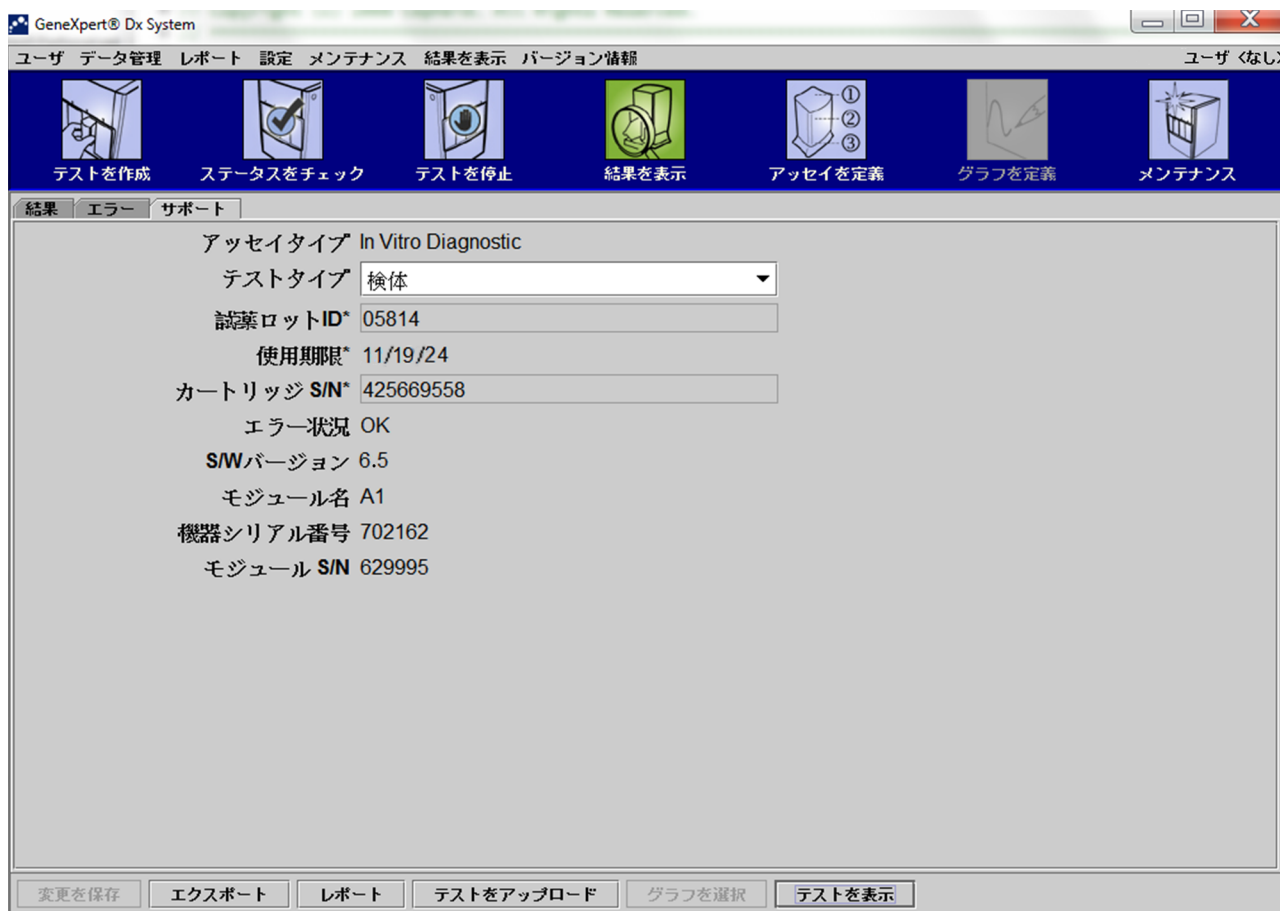 GeneXpert® Dx System
ユーザ データ管理 レポート 設定 メンテナンス 結果を表示 バージョン情報 ユーザ <なし>
① ② ③
テストを作成 ステータスをチェック テストを停止 結果を表示 アッセイを定義 グラフを定義 メンテナンス
結果 エラー サポート
アッセイタイプ In Vitro Diagnostic
テストタイプ 検体
試薬ロットID* 05814
使用期限* 11/19/24
カートリッジ S/N* 425669558
エラー状況 OK
S/Wバージョン 6.5
モジュール名 A1
機器シリアル番号 702162
モジュール S/N 629995
変更を保存 エクスポート レポート テストをアップロード グラフを選択 テストを表示